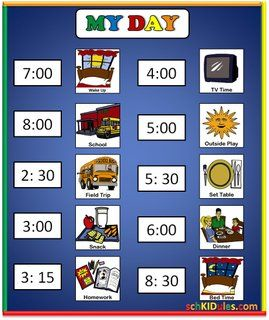 MY DAY
7:00
Wake Up
4:00
TV Time
8:00
School
5:00
Outside Play
2: 30
Field Trip
5: 30
Set Table
3:00
Snack
6:00
Dinner
3: 15
Homework
8: 30
Bed Time
schKIDules.com